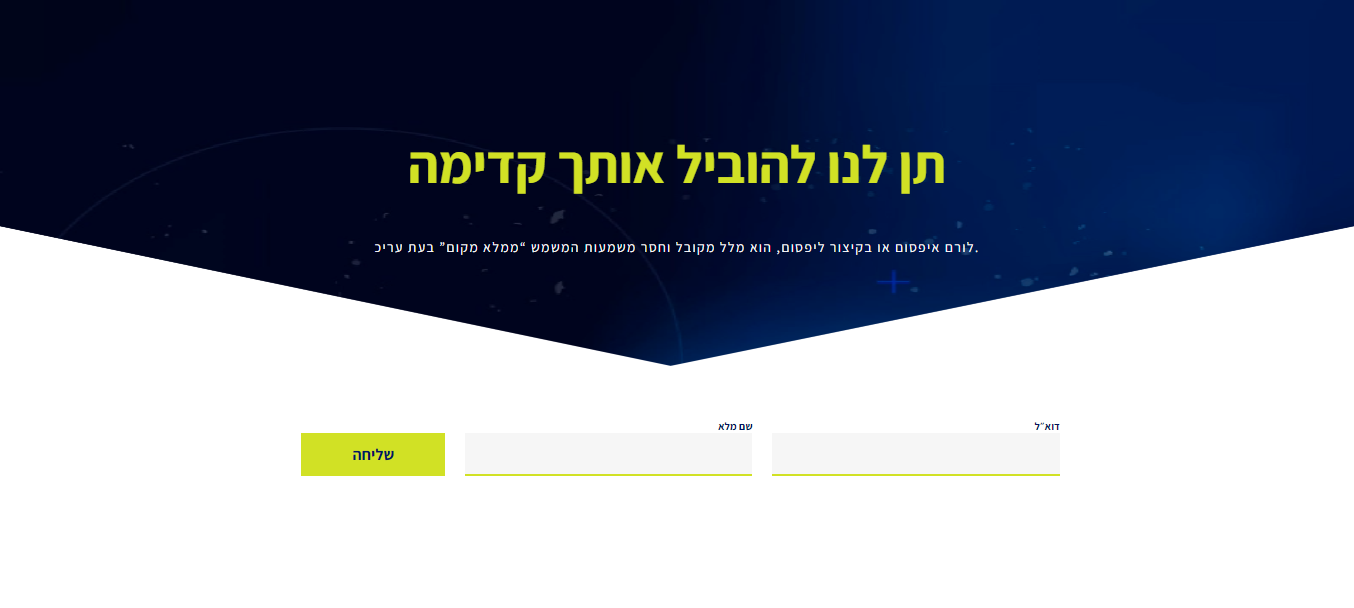 תן לנו להוביל אותך קדימה
לורם איפסום או בקיצור ליפסום, הוא מלל מקובל וחסר משמעות המשמש “ממלא מקום” בעת עריכ.
דוא״ל
שם מלא
שליחה